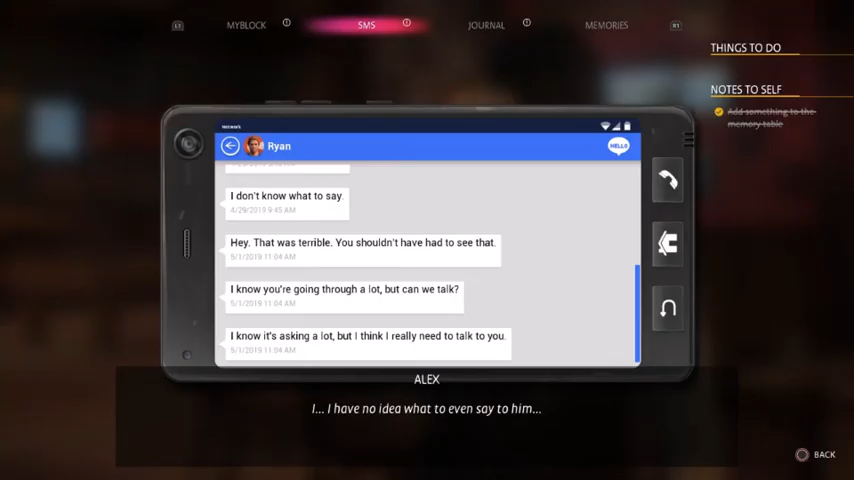 L1
MYBLOCK
SMS
JOURNAL
MEMORIES
R1
THINGS TO DO
NOTES TO SELF
Add something to the
memory table
Network
Ryan
HELLO
I don't know what to say.
4/29/2019 9:45 AM
Hey. That was terrible. You shouldn't have had to see that.
5/1/2019 11:04 AM
I know you're going through a lot, but can we talk?
5/1/2019 11:04 AM
I know it's asking a lot, but I think I really need to talk to you.
5/1/2019 11:04 AM
ALEX
I... I have no idea what to even say to him...
BACK